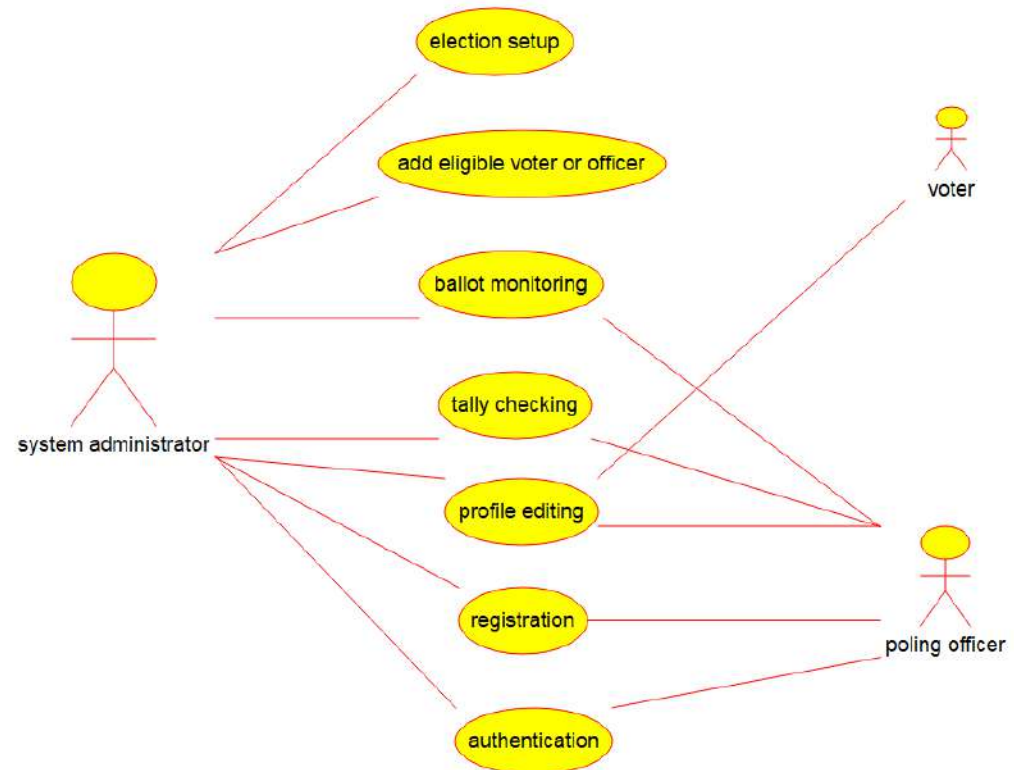 election setup
add eligible voter or officer
voter
ballot monitoring
tally checking
system administrator
profile editing
registration
poling officer
authentication